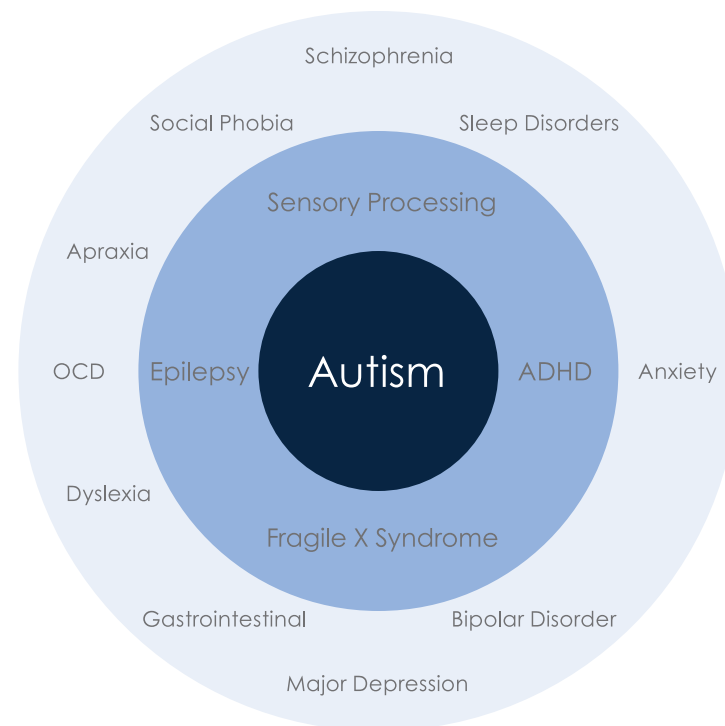 Schizophrenia
Social Phobia
Sleep Disorders
Sensory Processing
Apraxia
OCD
Epilepsy
Autism
ADHD
Anxiety
Dyslexia
Fragile X Syndrome
Gastrointestinal
Bipolar Disorder
Major Depression